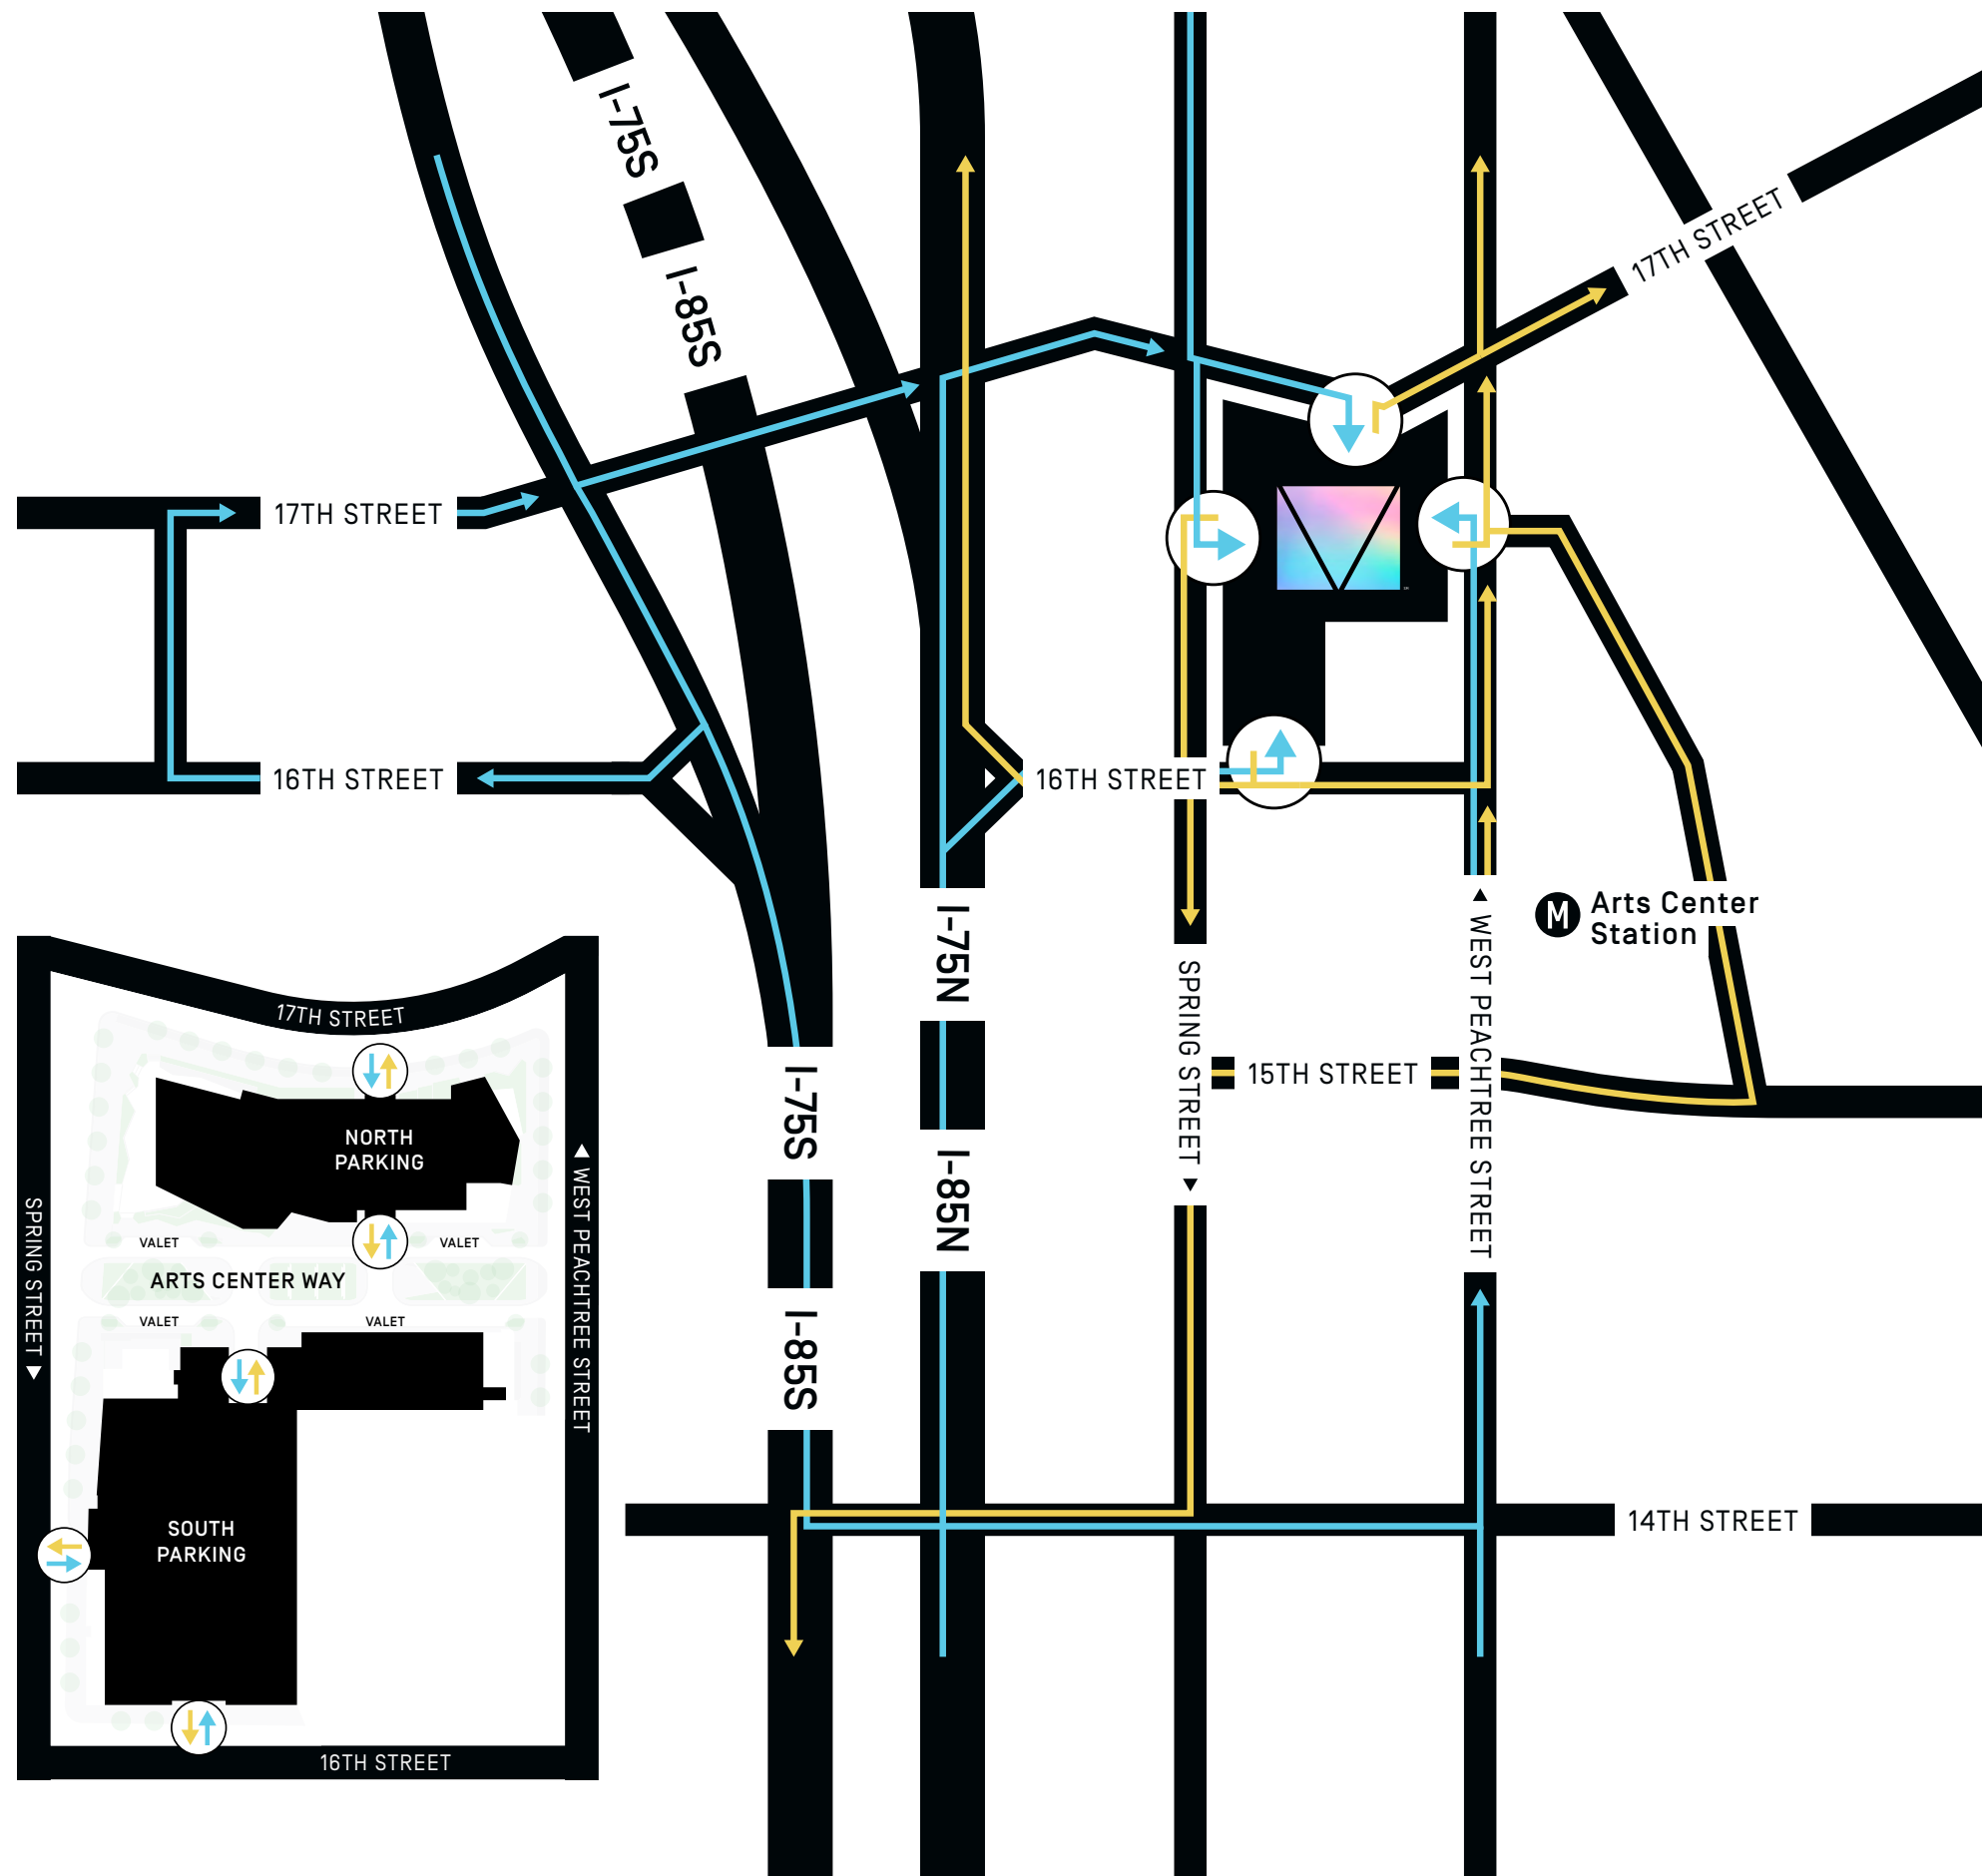 I-75S
I-85S
17TH STREET
17TH STREET
16TH STREET
16TH STREET
M
Arts Center
Station
I-75N
I-85N
SPRING STREET ▼
▲ WEST PEACHTREE STREET
15TH STREET
I-75S
I-85S
14TH STREET
17TH STREET
NORTH
PARKING
SPRING STREET ▼
▲ WEST PEACHTREE STREET
VALET
VALET
ARTS CENTER WAY
VALET
VALET
SOUTH
PARKING
16TH STREET